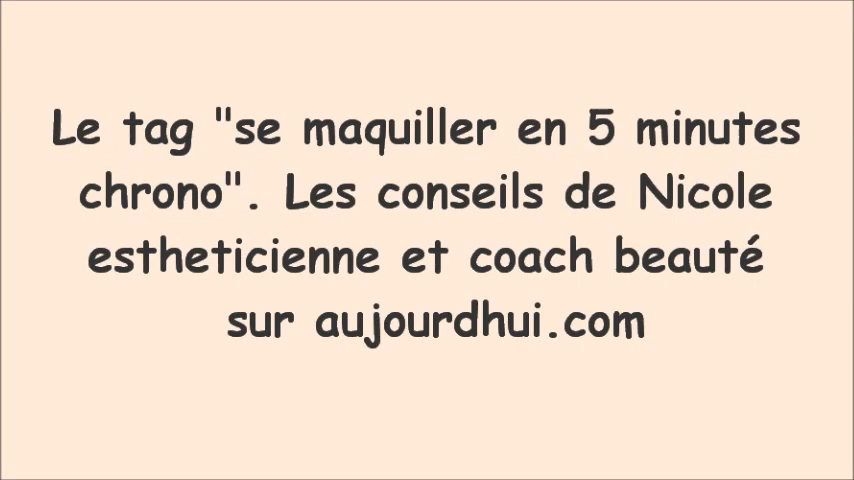 Le tag "se maquiller en 5 minutes
chrono". Les conseils de Nicole
estheticienne et coach beauté
sur aujourdhui.com